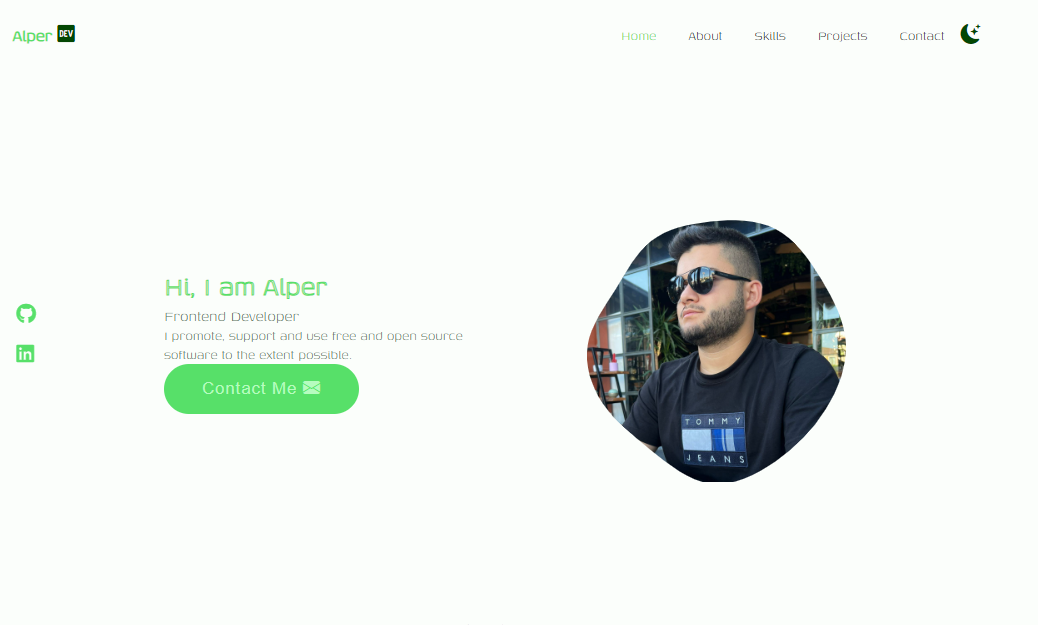 Alper DEV
Home About Skills Projects Contact
Hi, I am Alper
Frontend Developer
I promote, support and use free and open source
software to the extent possible.
Contact Me
in
TOMMY
JEANS